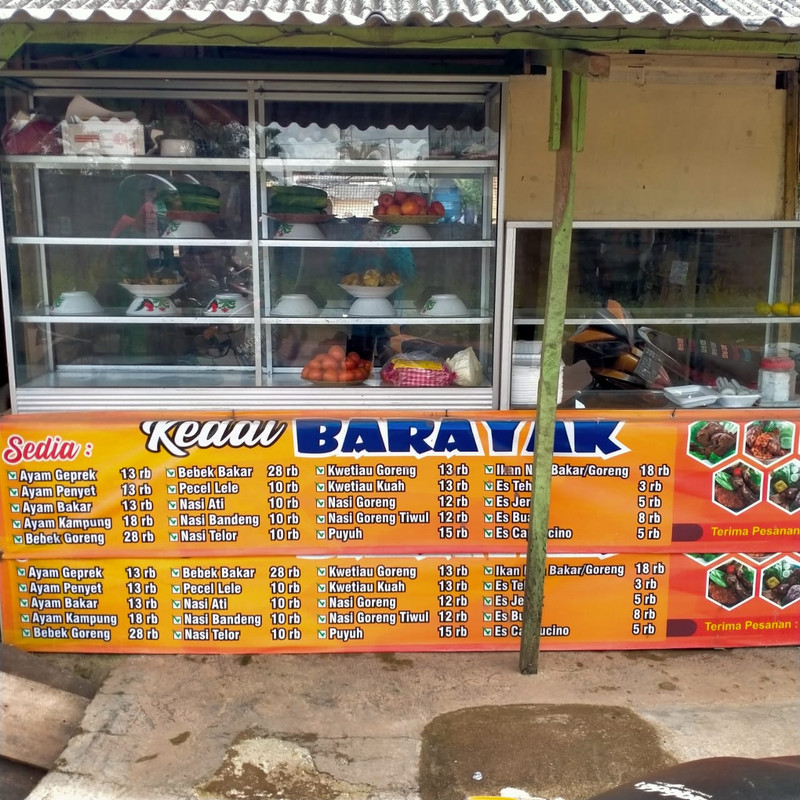 Kedai BARAYAK
Sedia :
Ayam Geprek 13 rb
Ayam Penyet 13 rb
Ayam Bakar 13 rb
Ayam Kampung 18 rb
Bebek Goreng 28 rb
Bebek Bakar 28 rb
Pecel Lele 10 rb
Nasi Ati 10 rb
Nasi Bandeng 10 rb
Nasi Telor 10 rb
Kwetiau Goreng 13 rb
Kwetiau Kuah 13 rb
Nasi Goreng 12 rb
Nasi Goreng Tiwul 12 rb
Puyuh 15 rb
Ikan Bakar/Goreng 18 rb
Es Teh 3 rb
Es 5 rb
Es 8 rb
Es 5 rb
Terima Pesanan
Ayam Geprek 13 rb
Ayam Penyet 13 rb
Ayam Bakar 13 rb
Ayam Kampung 18 rb
Bebek Goreng 28 rb
Bebek Bakar 28 rb
Pecel Lele 10 rb
Nasi Ati 10 rb
Nasi Bandeng 10 rb
Nasi Telor 10 rb
Kwetiau Goreng 13 rb
Kwetiau Kuah 13 rb
Nasi Goreng 12 rb
Nasi Goreng Tiwul 12 rb
Puyuh 15 rb
Ikan Bakar/Goreng 18 rb
Es 3 rb
Es 5 rb
Es 8 rb
Es 5 rb
Terima Pesanan :